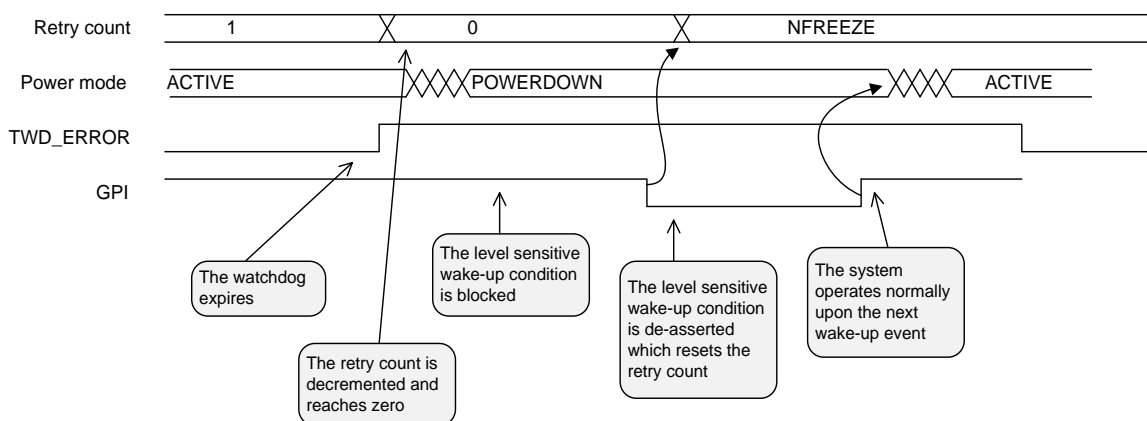 Retry count 1 0 NFREEZE
Power mode ACTIVE POWERDOWN ACTIVE
TWD_ERROR
GPI
The watchdog
expires
The retry count is
decremented and
reaches zero
The level sensitive
wake-up condition
is blocked
The level sensitive
wake-up condition
is de-asserted
which resets the
retry count
The system
operates normally
upon the next
wake-up event